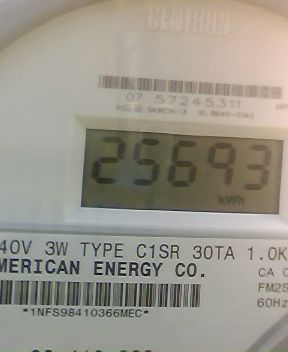 CENTRON
07 57245311
25693
kWh
40V 3W TYPE C1SR 30TA 1.0K
MERICAN ENERGY CO.
CA
FM2S
60Hz
*1NFS98410366MEC*